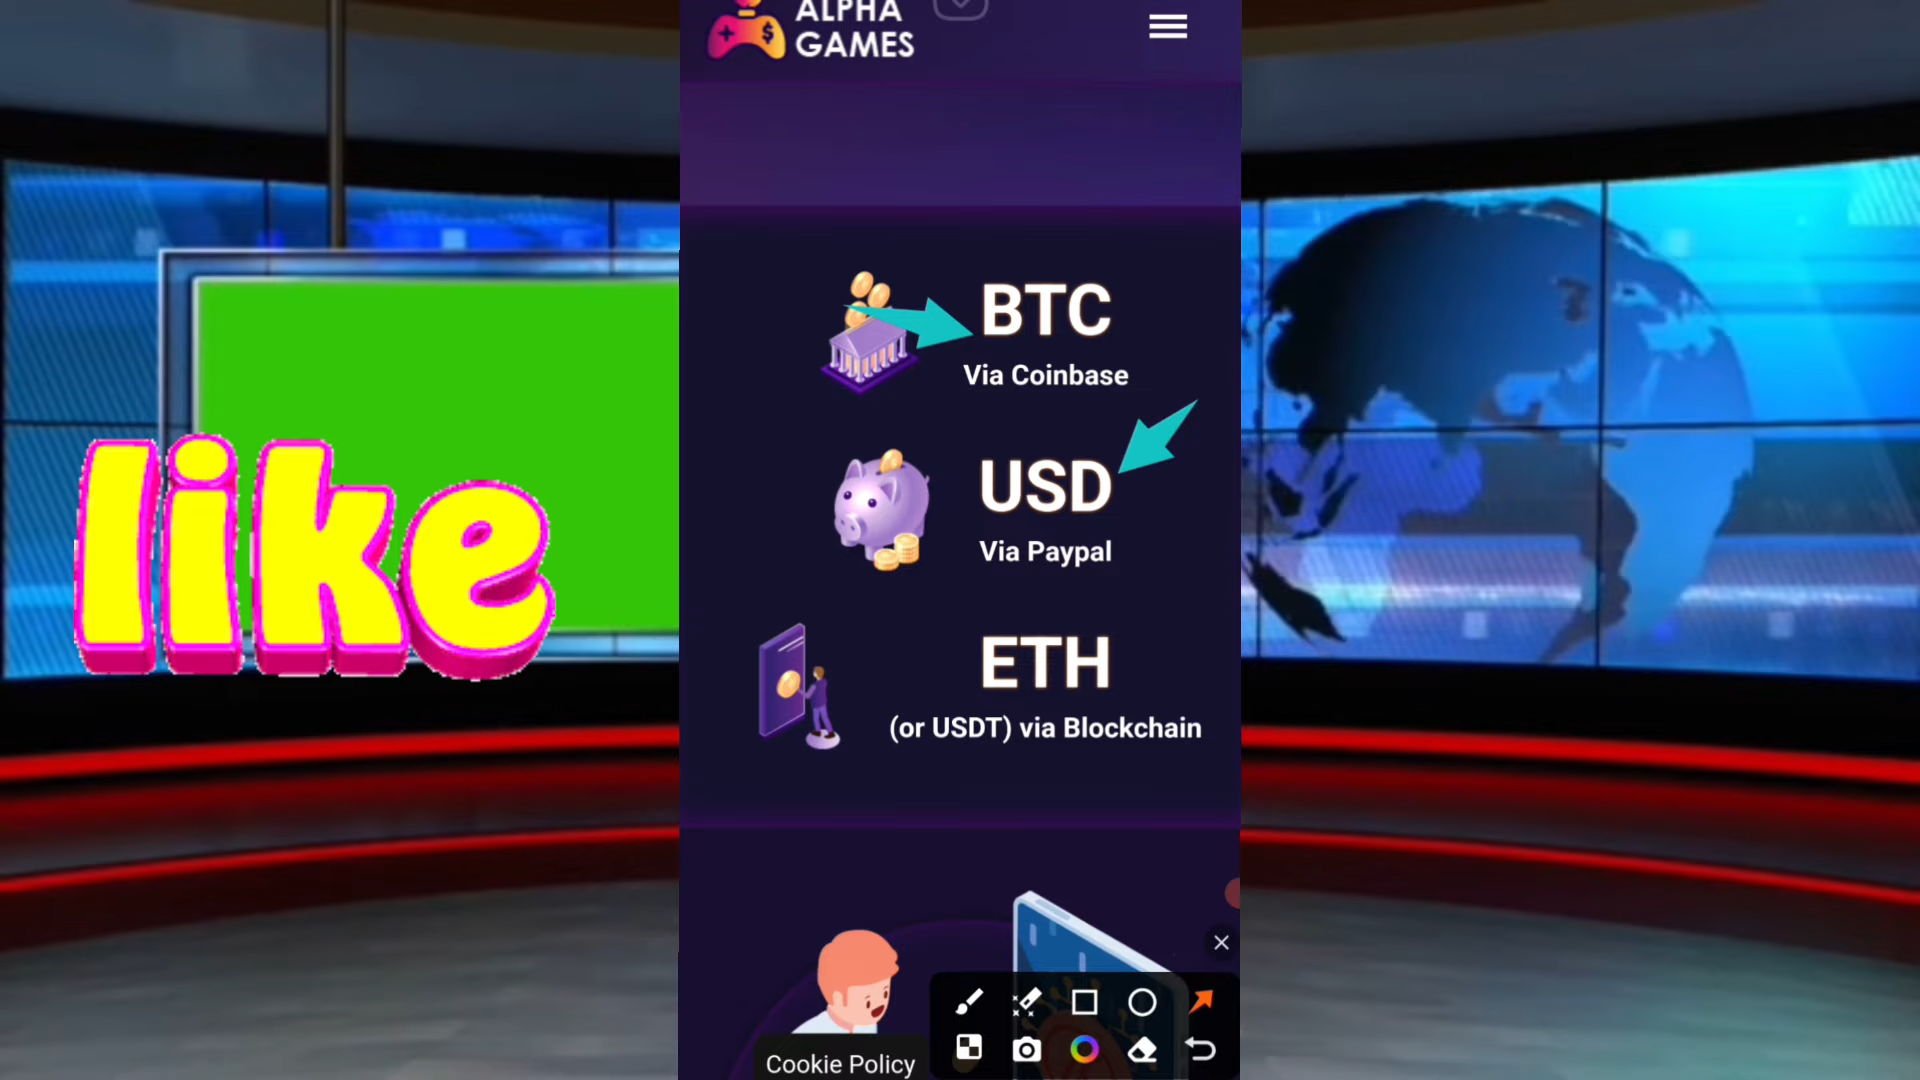 ALPHA
GAMES
BTC
Via Coinbase
like
USD
Via Paypal
ETH
(or USDT) via Blockchain
Cookie Policy